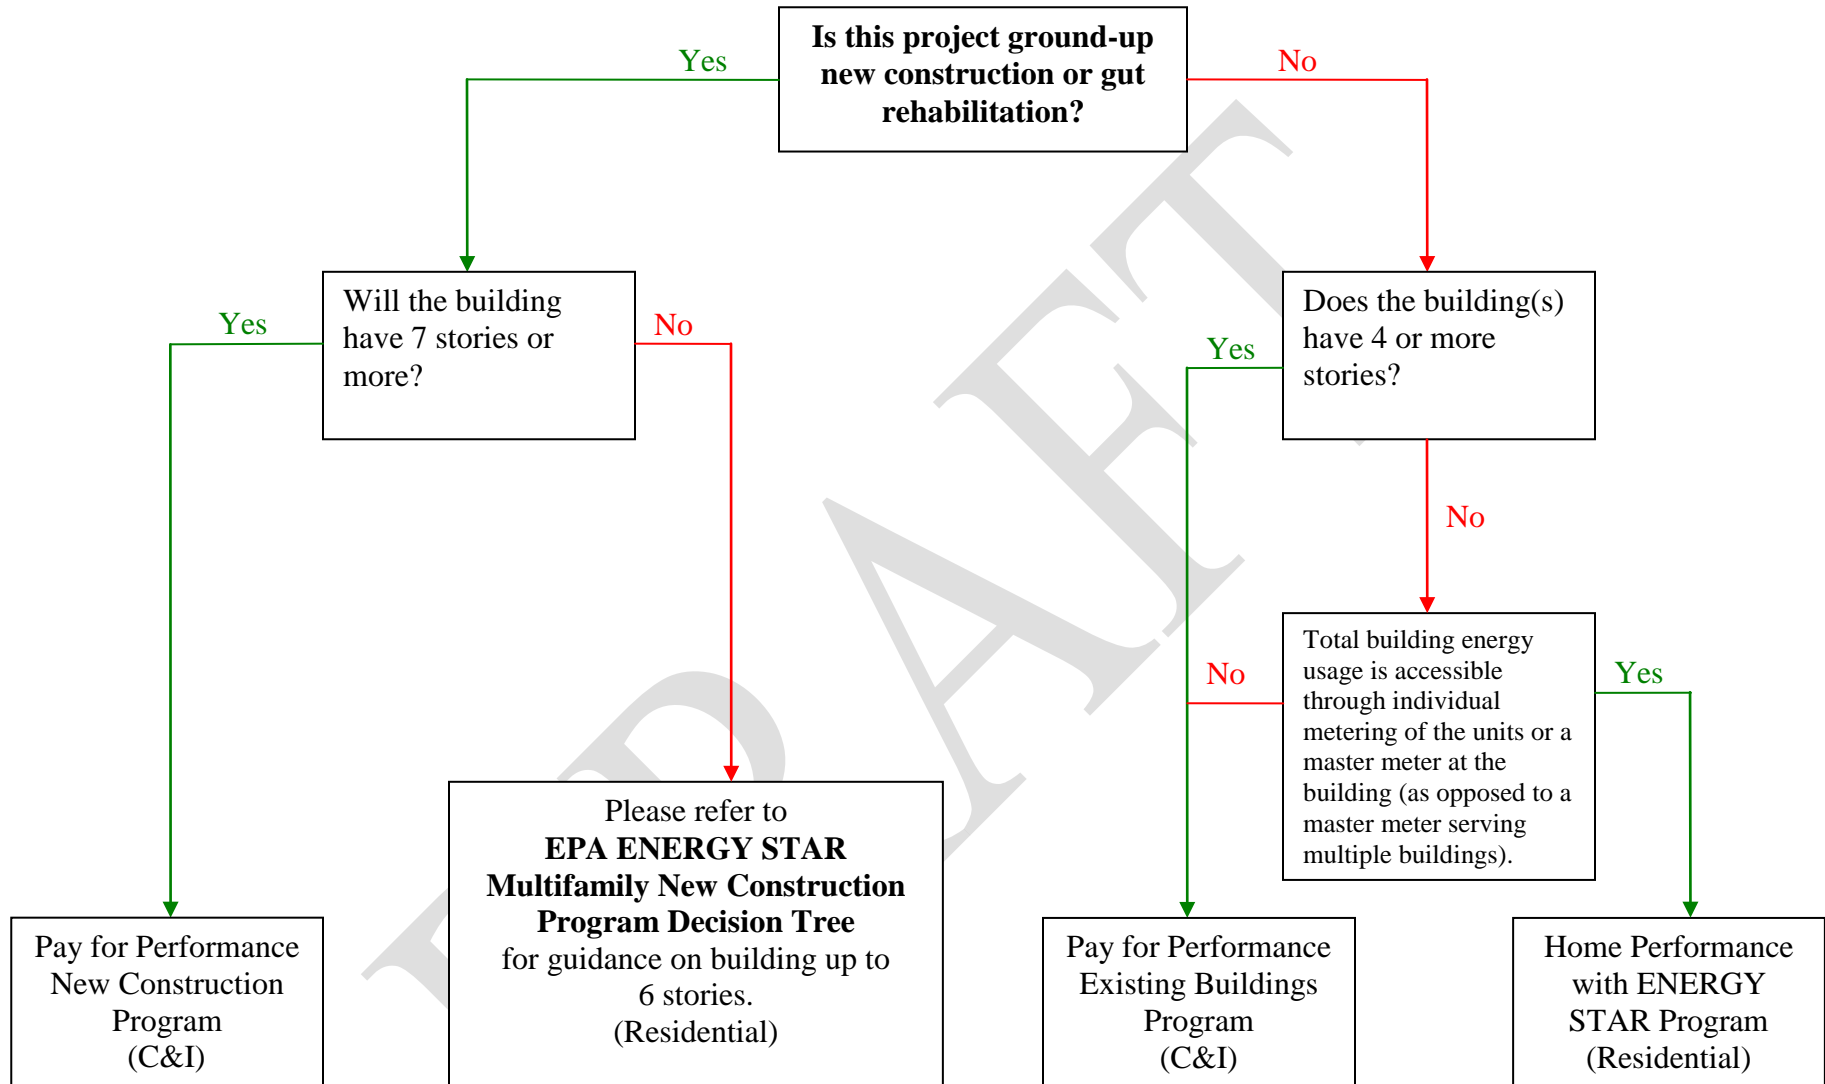 Is this project ground-up
new construction or gut
rehabilitation?
Yes
No
Will the building
have 7 stories or
more?
Yes
No
Does the building(s)
have 4 or more
stories?
Yes
No
Total building energy
usage is accessible
through individual
metering of the units or a
master meter at the
building (as opposed to a
master meter serving
multiple buildings).
No
Yes
Please refer to
EPA ENERGY STAR
Multifamily New Construction
Program Decision Tree
for guidance on building up to
6 stories.
(Residential)
Pay for Performance
New Construction
Program
(C&I)
Pay for Performance
Existing Buildings
Program
(C&I)
Home Performance
with ENERGY
STAR Program
(Residential)
DRAFT